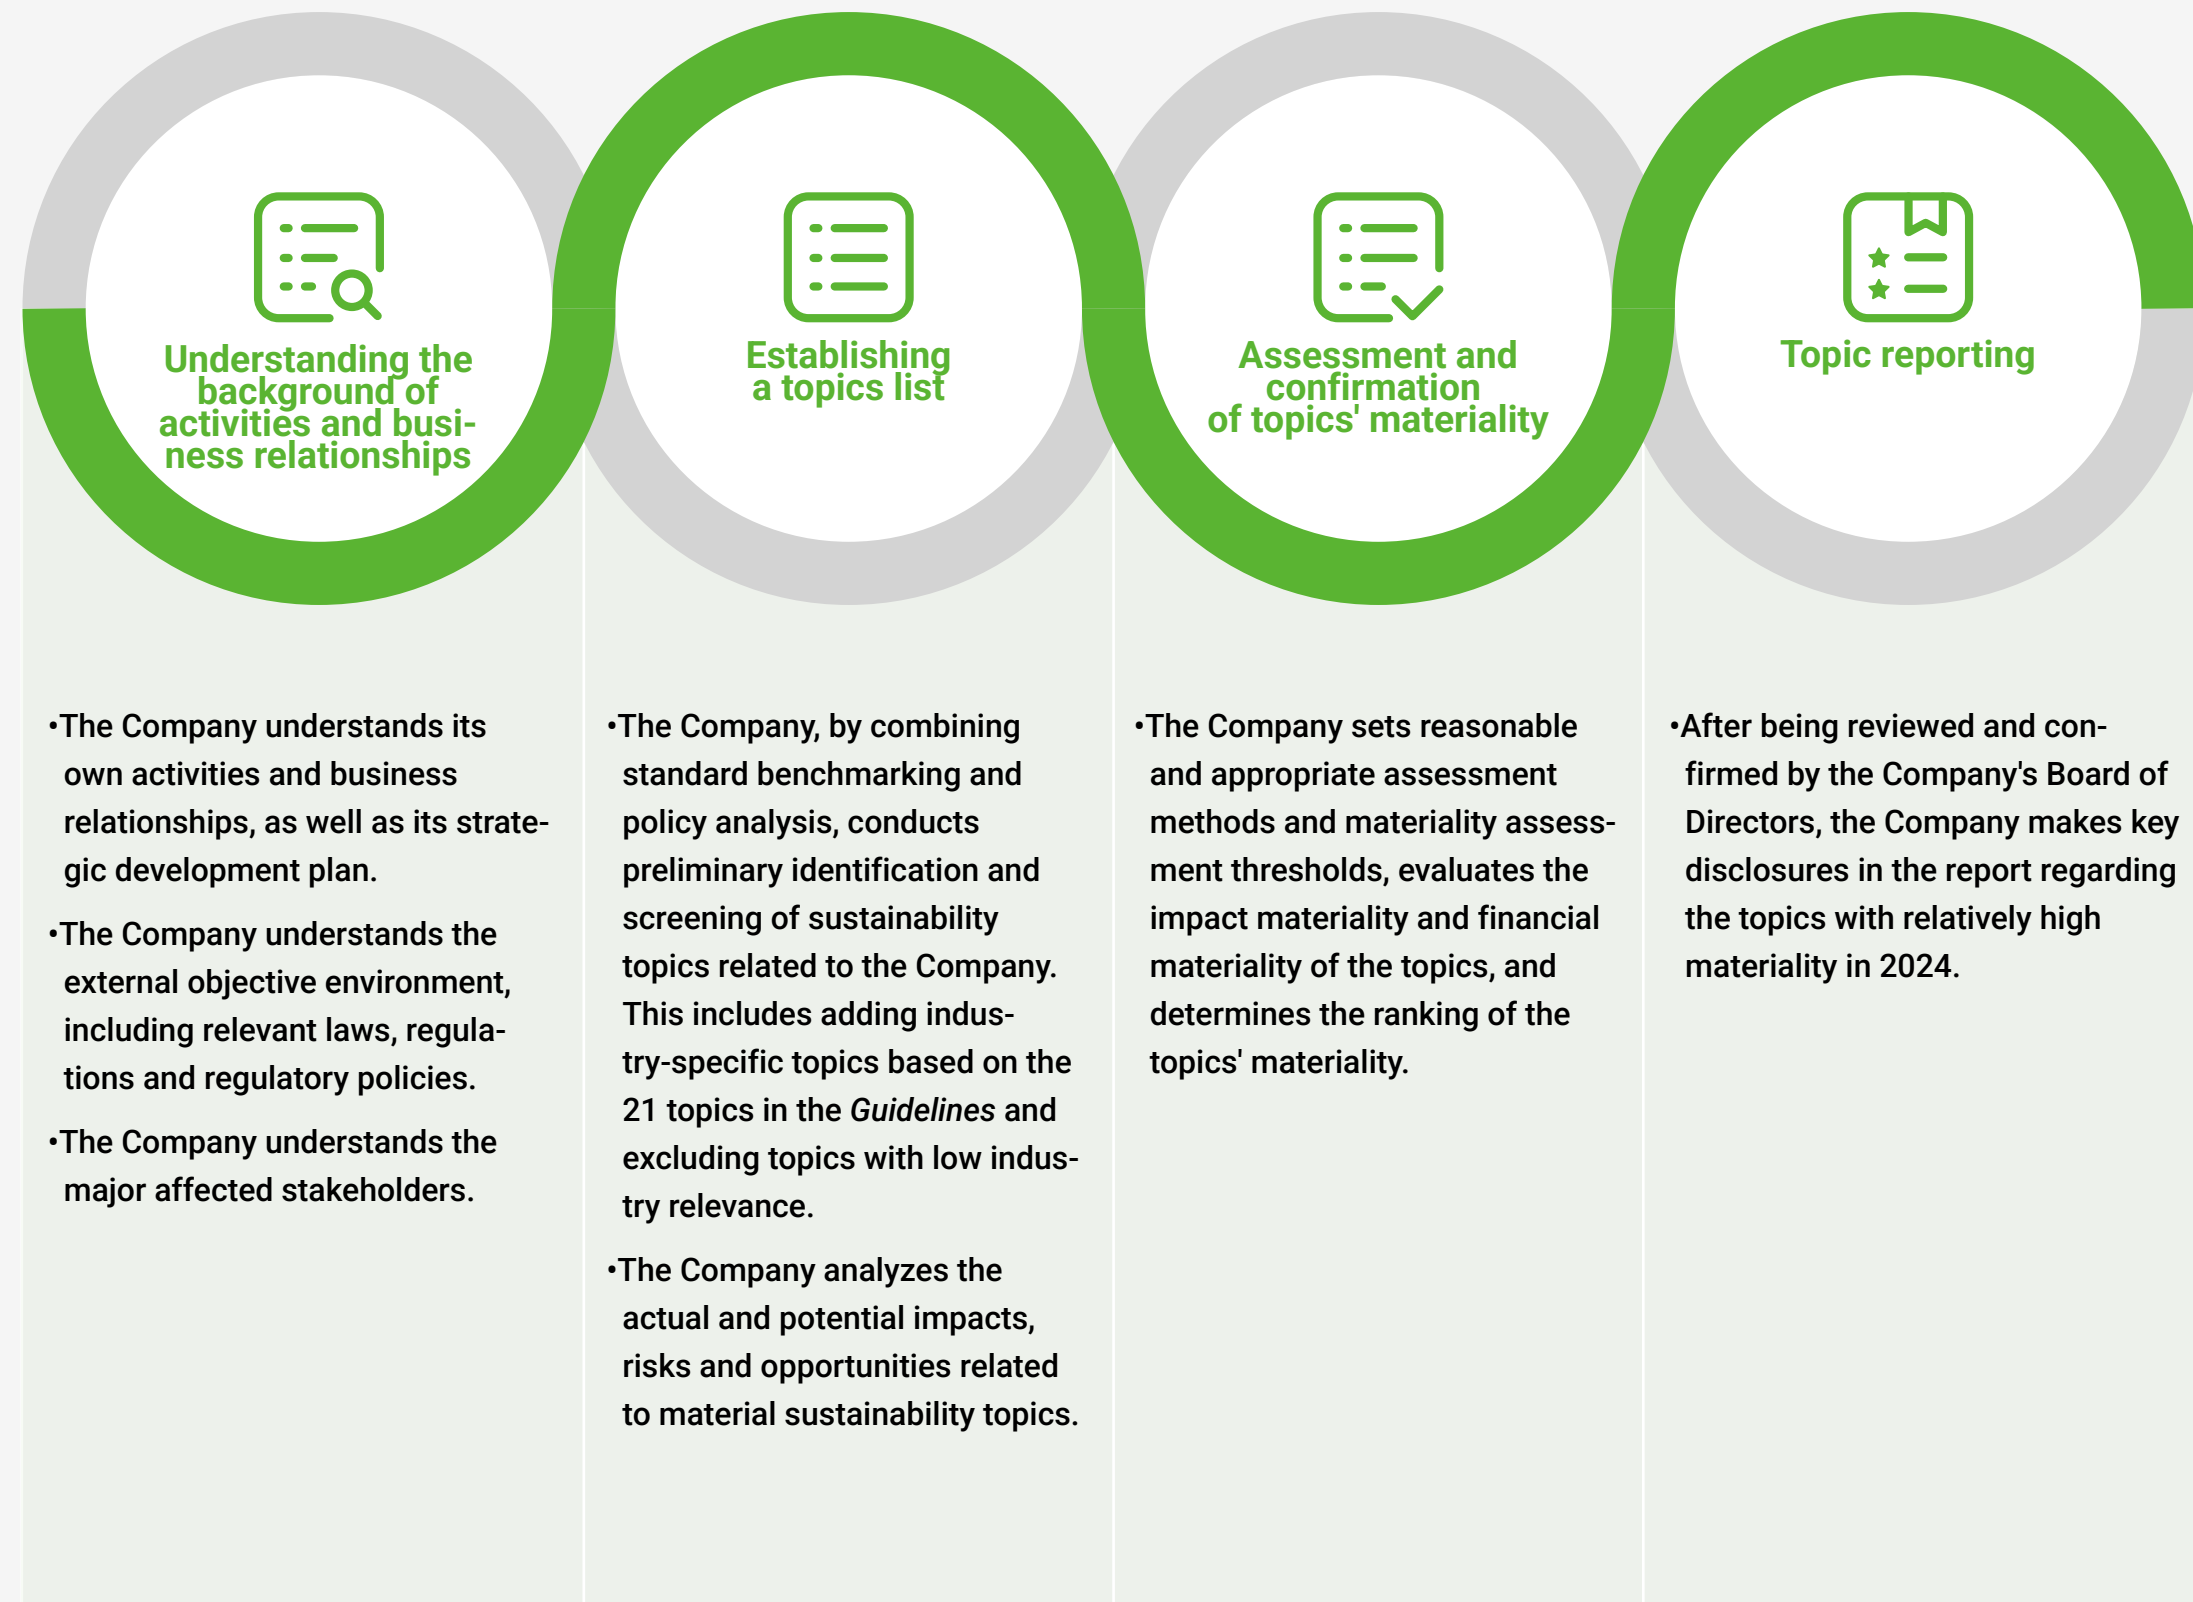 Understanding the
background of
activities and busi-
ness relationships
Establishing
a topics list
Assessment and
confirmation
of topics' materiality
Topic reporting
•The Company understands its
own activities and business
relationships, as well as its strate-
gic development plan.
•The Company understands the
external objective environment,
including relevant laws, regula-
tions and regulatory policies.
•The Company understands the
major affected stakeholders.
•The Company, by combining
standard benchmarking and
policy analysis, conducts
preliminary identification and
screening of sustainability
topics related to the Company.
This includes adding indus-
try-specific topics based on the
21 topics in the Guidelines and
excluding topics with low indus-
try relevance.
•The Company analyzes the
actual and potential impacts,
risks and opportunities related
to material sustainability topics.
•The Company sets reasonable
and appropriate assessment
methods and materiality assess-
ment thresholds, evaluates the
impact materiality and financial
materiality of the topics, and
determines the ranking of the
topics' materiality.
•After being reviewed and con-
firmed by the Company's Board of
Directors, the Company makes key
disclosures in the report regarding
the topics with relatively high
materiality in 2024.